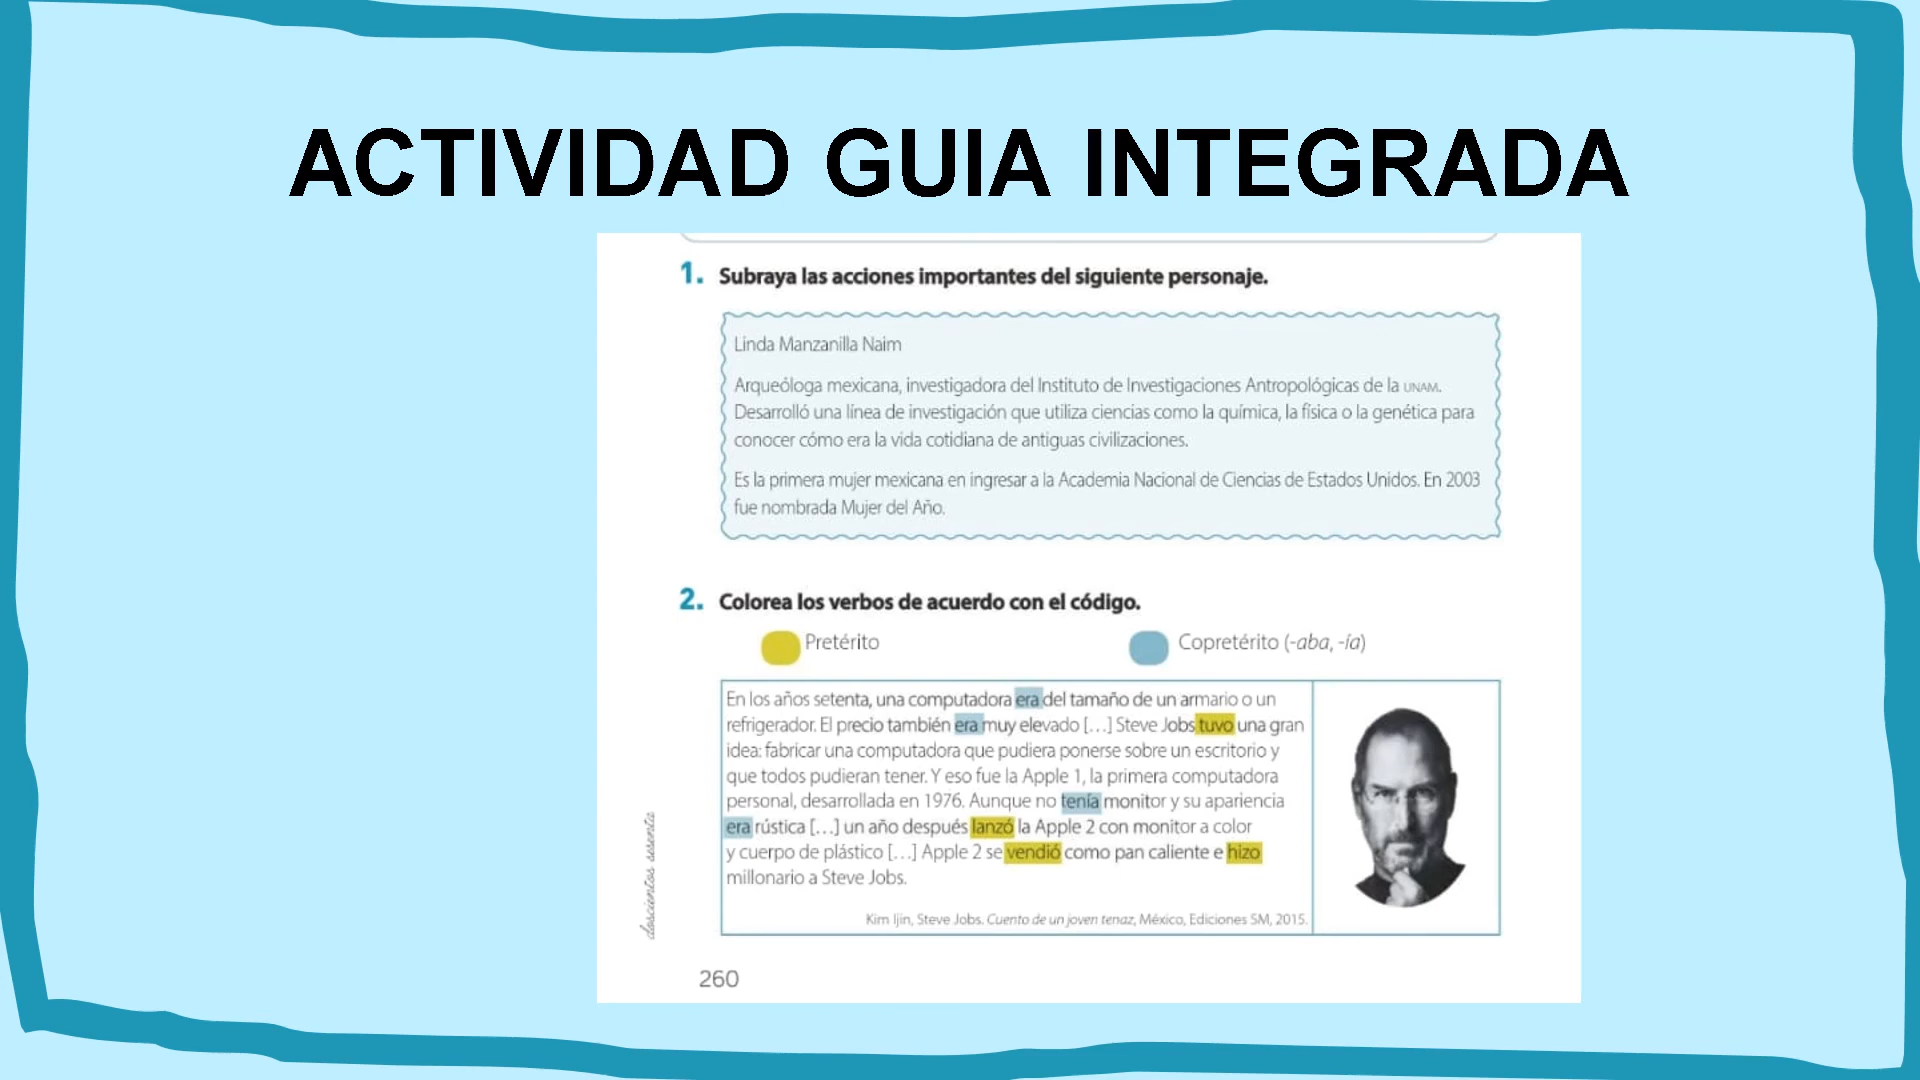 ACTIVIDAD GUIA INTEGRADA
1. Subraya las acciones importantes del siguiente personaje.
Linda Manzanilla Naim
Arqueóloga mexicana, investigadora del Instituto de Investigaciones Antropológicas de la UNAM.
Desarrolló una línea de investigación que utiliza ciencias como la química, la física o la genética para
conocer cómo era la vida cotidiana de antiguas civilizaciones.
Es la primera mujer mexicana en ingresar a la Academia Nacional de Ciencias de Estados Unidos. En 2003
fue nombrada Mujer del Año.
2. Colorea los verbos de acuerdo con el código.
Pretérito
Copretérito (-aba, -ía)
En los años setenta, una computadora era del tamaño de un armario o un
refrigerador. El precio también era muy elevado [...] Steve Jobs tuvo una gran
idea: fabricar una computadora que pudiera ponerse sobre un escritorio y
que todos pudieran tener. Y eso fue la Apple 1, la primera computadora
personal, desarrollada en 1976. Aunque no tenía monitor y su apariencia
era rústica [...] un año después lanzó la Apple 2 con monitor a color
y cuerpo de plástico [...] Apple 2 se vendió como pan caliente e hizo
millonario a Steve Jobs.
Kim Ijin, Steve Jobs. Cuento de un joven tenaz, México, Ediciones SM, 2015.
doscientos sesenta
260